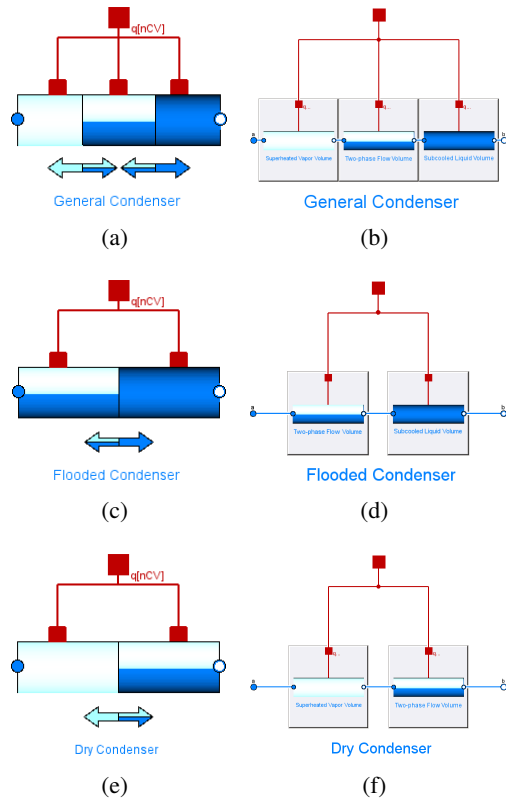 q[nCV]
General Condenser
(a)
q... q... q...
a b
Superheated Vapor Volume Two-phase Flow Volume Subcooled Liquid Volume
General Condenser
(b)
q[nCV]
Flooded Condenser
(c)
a b
Two-phase Flow Volume Subcooled Liquid Volume
Flooded Condenser
(d)
q[nCV]
Dry Condenser
(e)
q... q...
a b
Superheated Vapor Volume Two-phase Flow Volume
Dry Condenser
(f)